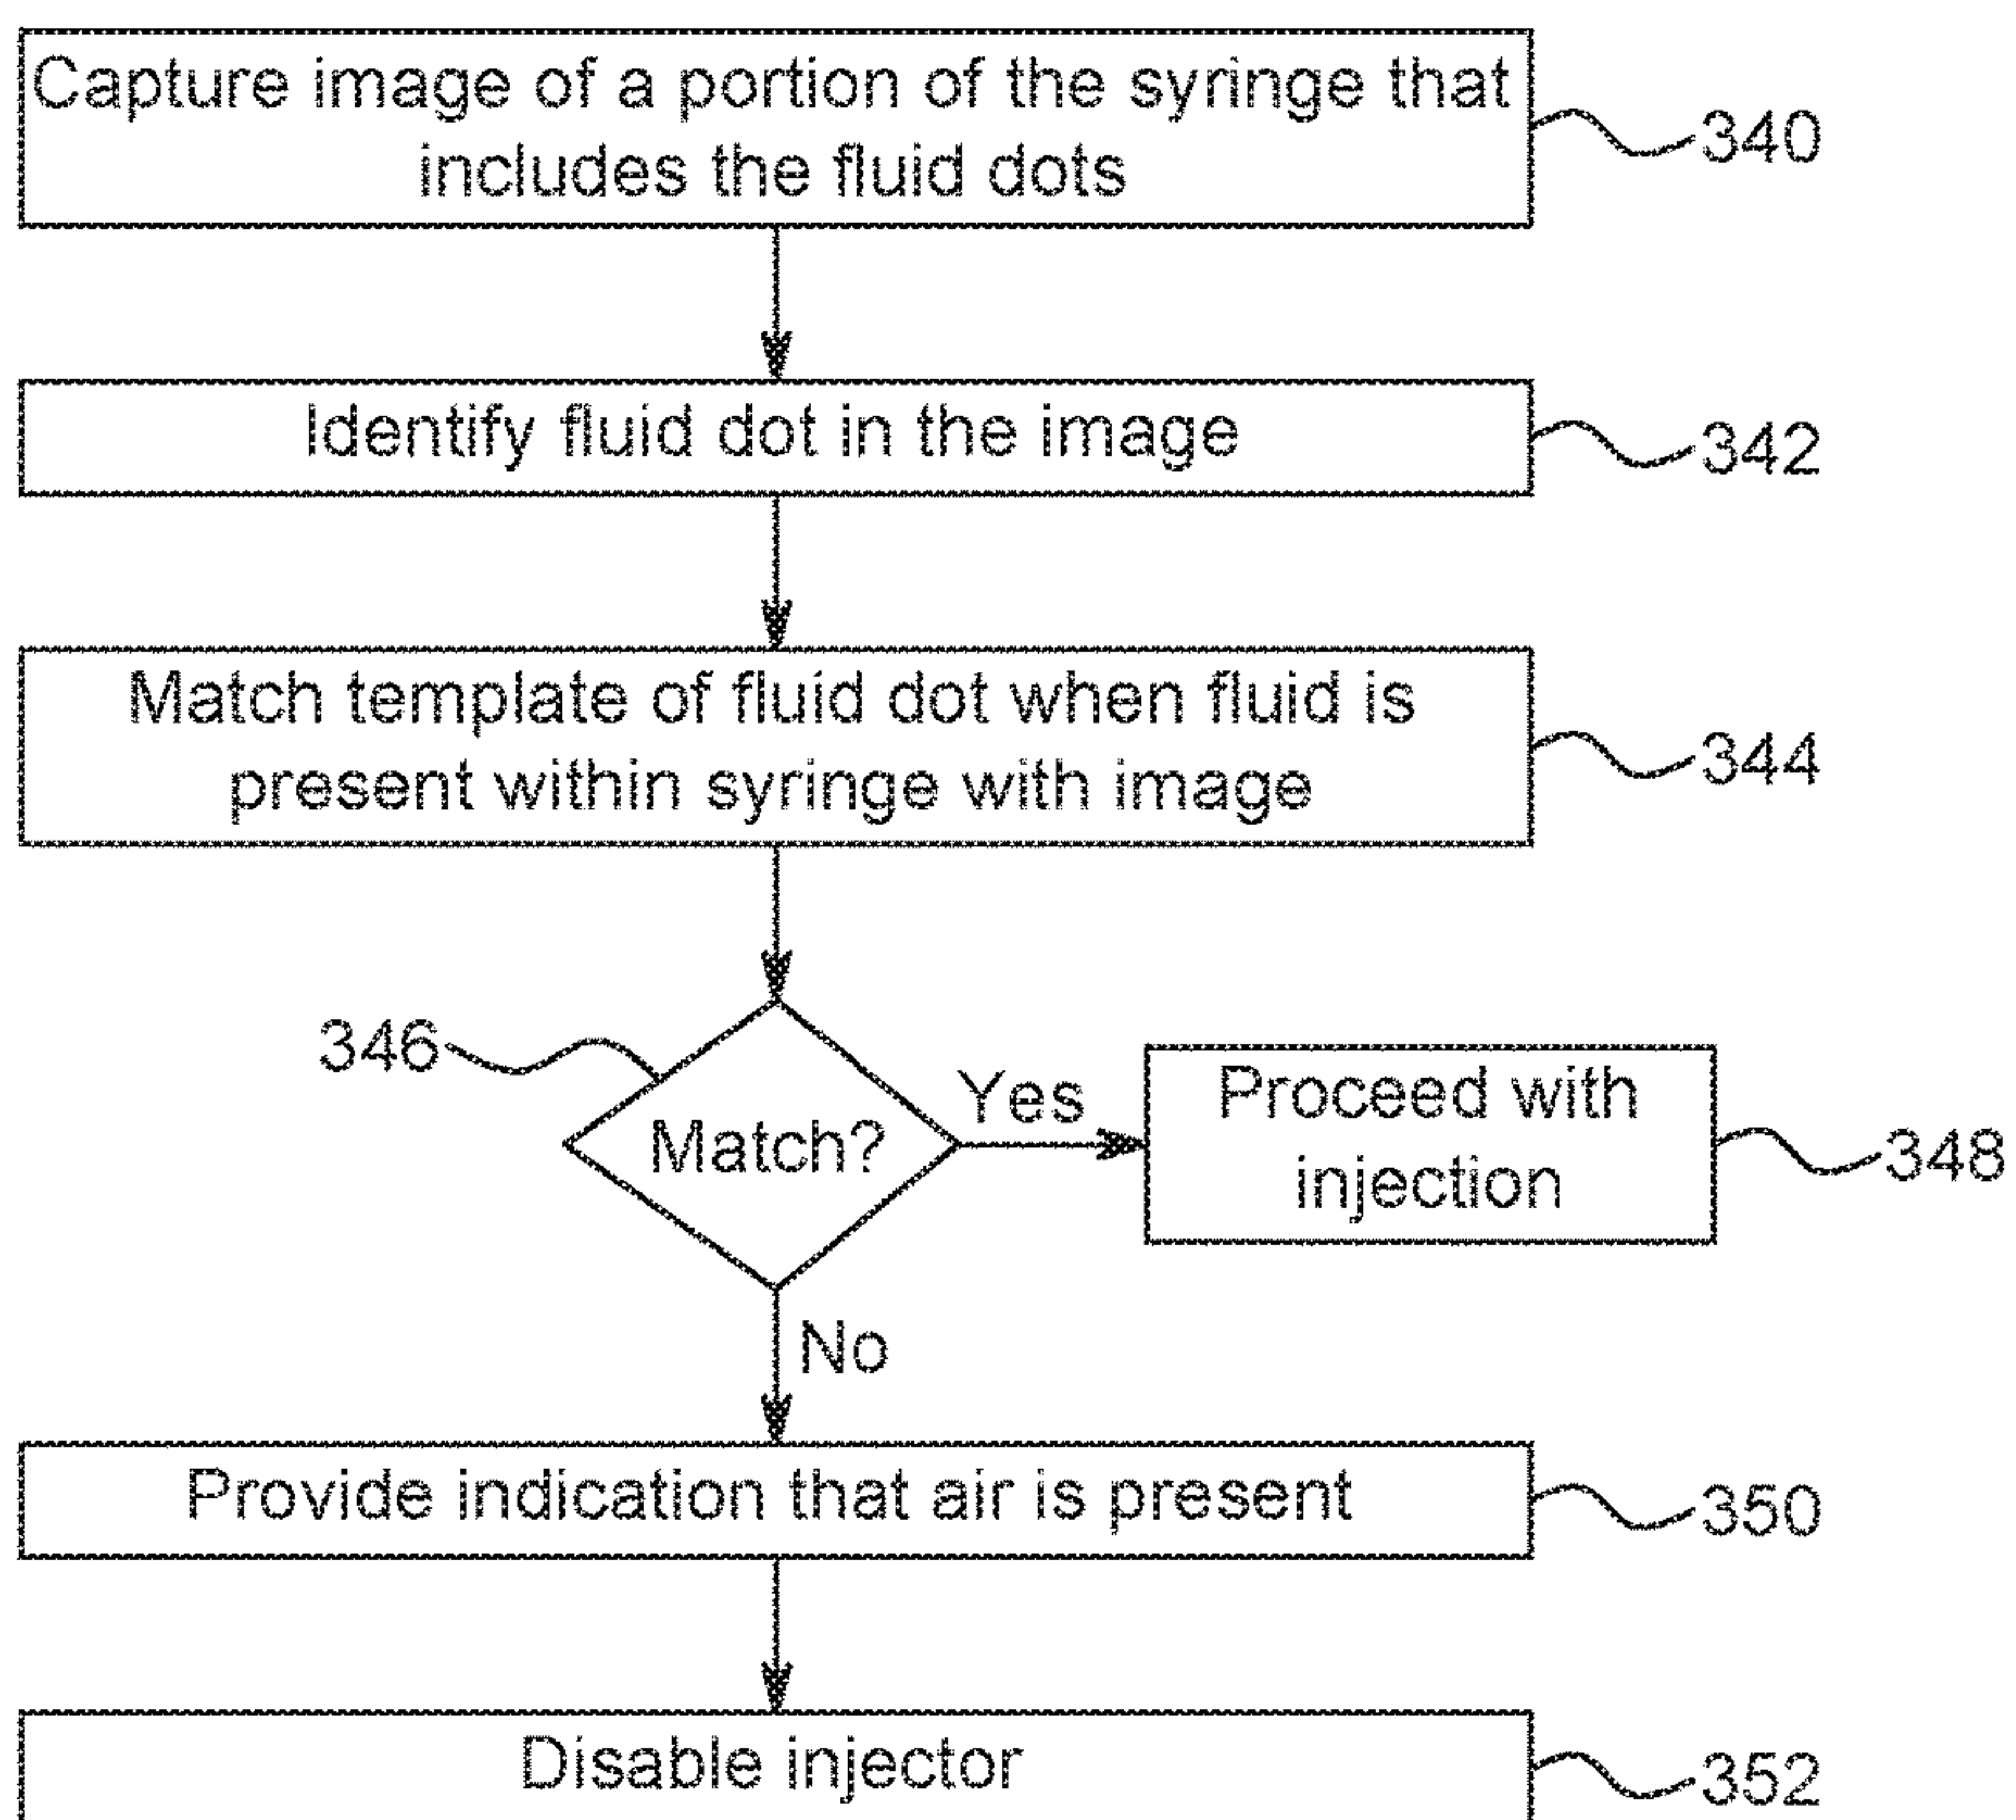 Capture image of a portion of the syringe that
includes the fluid dots
340
Identify fluid dot in the image
342
Match template of fluid dot when fluid is
present within syringe with image
344
346
Match?
Yes
Proceed with
injection
348
No
Provide indication that air is present
350
Disable injector
352